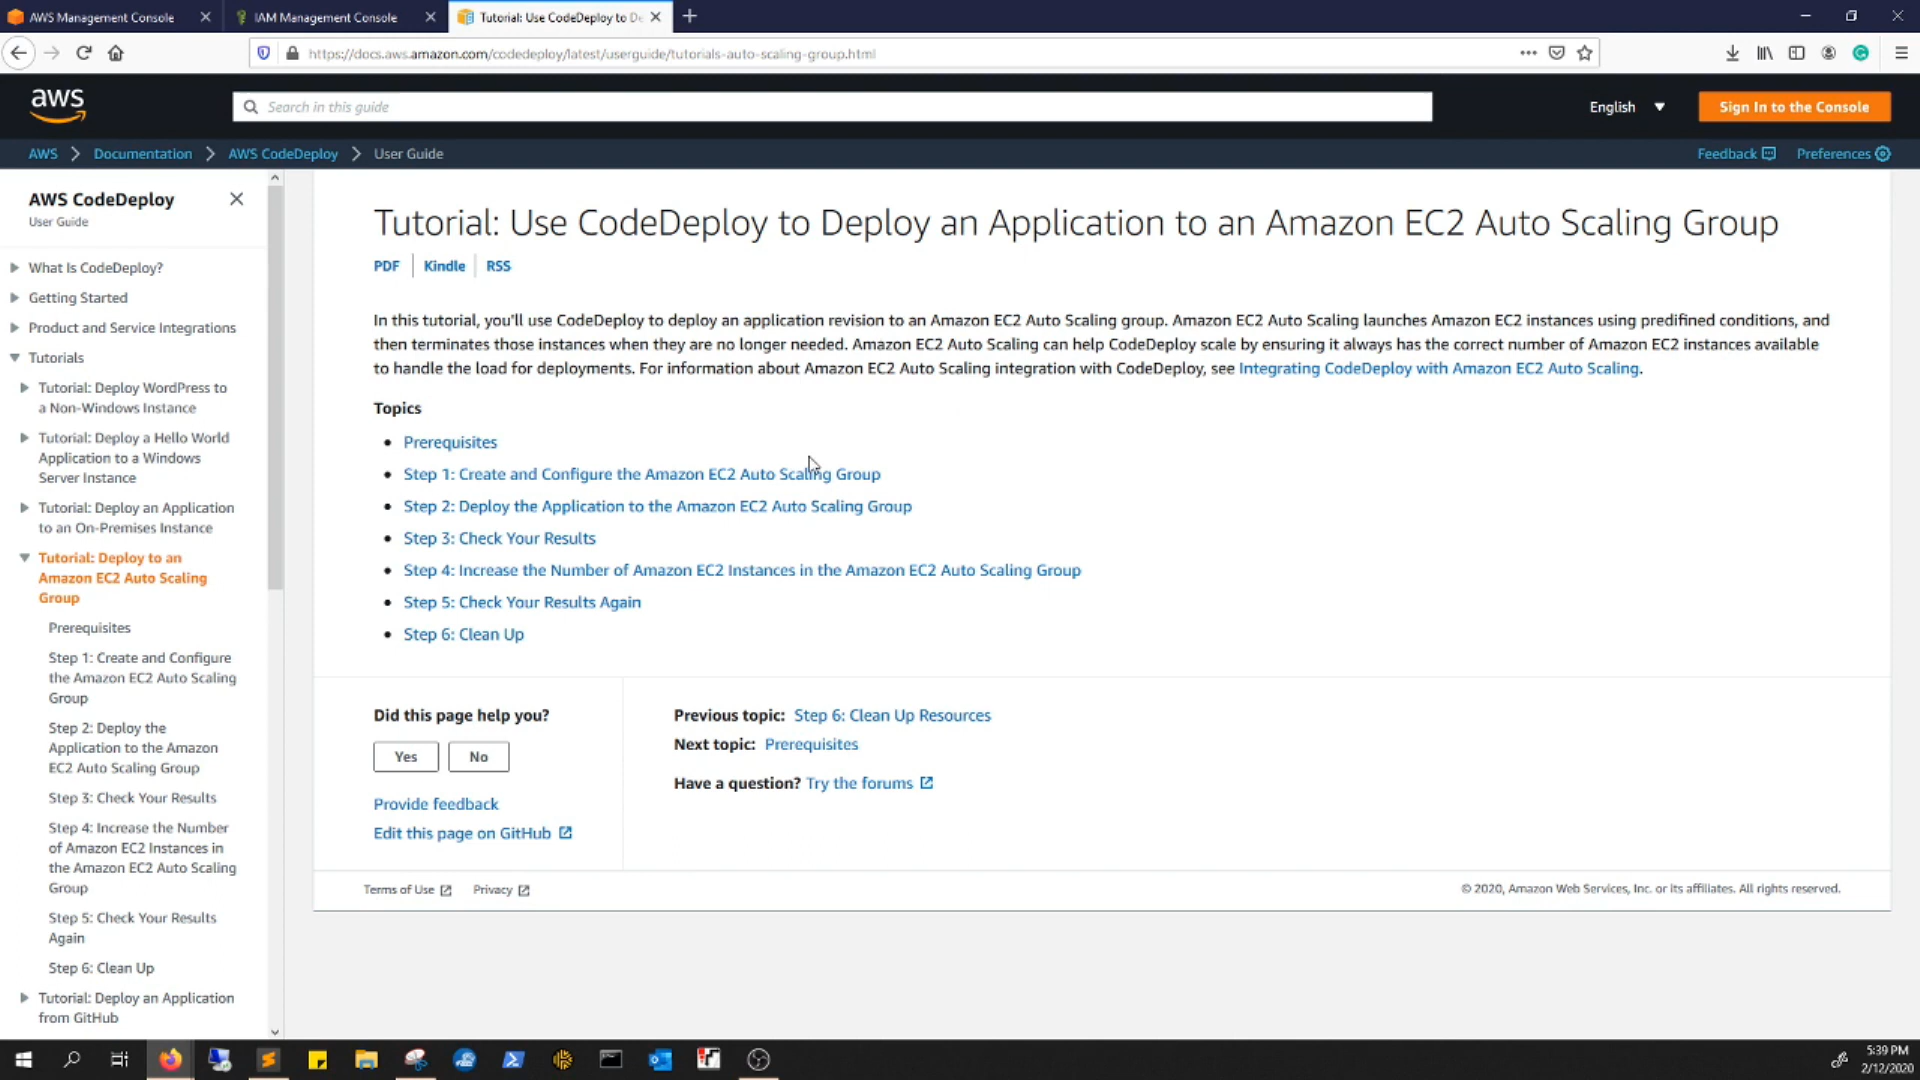 AWS Management Console
IAM Management Console
Tutorial: Use CodeDeploy to De
https://docs.aws.amazon.com/codedeploy/latest/userguide/tutorials-auto-scaling-group.html
aws
Search in this guide
English
Sign In to the Console
AWS
Documentation
AWS CodeDeploy
User Guide
Feedback
Preferences
AWS CodeDeploy
User Guide
What Is CodeDeploy?
Getting Started
Product and Service Integrations
Tutorials
Tutorial: Deploy WordPress to
a Non-Windows Instance
Tutorial: Deploy a Hello World
Application to a Windows
Server Instance
Tutorial: Deploy an Application
to an On-Premises Instance
Tutorial: Deploy to an
Amazon EC2 Auto Scaling
Group
Prerequisites
Step 1: Create and Configure
the Amazon EC2 Auto Scaling
Group
Step 2: Deploy the
Application to the Amazon
EC2 Auto Scaling Group
Step 3: Check Your Results
Step 4: Increase the Number
of Amazon EC2 Instances in
the Amazon EC2 Auto Scaling
Group
Step 5: Check Your Results
Again
Step 6: Clean Up
Tutorial: Deploy an Application
from GitHub
Tutorial: Use CodeDeploy to Deploy an Application to an Amazon EC2 Auto Scaling Group
PDF
Kindle
RSS
In this tutorial, you'll use CodeDeploy to deploy an application revision to an Amazon EC2 Auto Scaling group. Amazon EC2 Auto Scaling launches Amazon EC2 instances using predifined conditions, and
then terminates those instances when they are no longer needed. Amazon EC2 Auto Scaling can help CodeDeploy scale by ensuring it always has the correct number of Amazon EC2 instances available
to handle the load for deployments. For information about Amazon EC2 Auto Scaling integration with CodeDeploy, see Integrating CodeDeploy with Amazon EC2 Auto Scaling.
Topics
Prerequisites
Step 1: Create and Configure the Amazon EC2 Auto Scaling Group
Step 2: Deploy the Application to the Amazon EC2 Auto Scaling Group
Step 3: Check Your Results
Step 4: Increase the Number of Amazon EC2 Instances in the Amazon EC2 Auto Scaling Group
Step 5: Check Your Results Again
Step 6: Clean Up
Did this page help you?
Yes
No
Provide feedback
Edit this page on GitHub
Previous topic: Step 6: Clean Up Resources
Next topic: Prerequisites
Have a question? Try the forums
Terms of Use
Privacy
© 2020, Amazon Web Services, Inc. or its affiliates. All rights reserved.
5:39 PM
2/12/2020